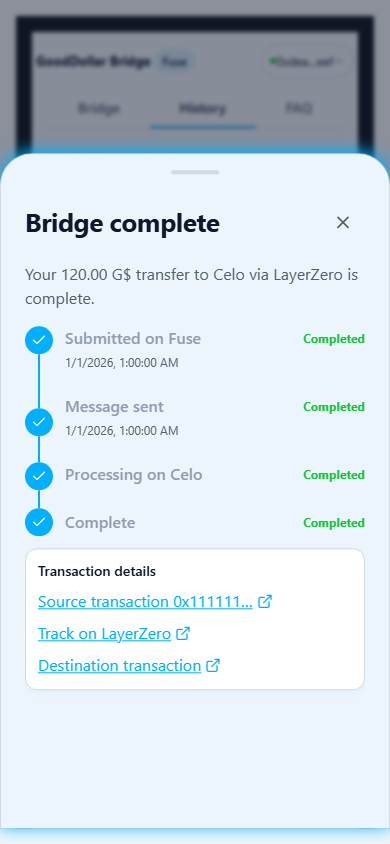 GoodDollar Bridge Fuse
Bridge History FAQ
Bridge complete
Your 120.00 G$ transfer to Celo via LayerZero is
complete.
Submitted on Fuse Completed
1/1/2026, 1:00:00 AM
Message sent Completed
1/1/2026, 1:00:00 AM
Processing on Celo Completed
Complete Completed
Transaction details
Source transaction 0x111111...
Track on LayerZero
Destination transaction